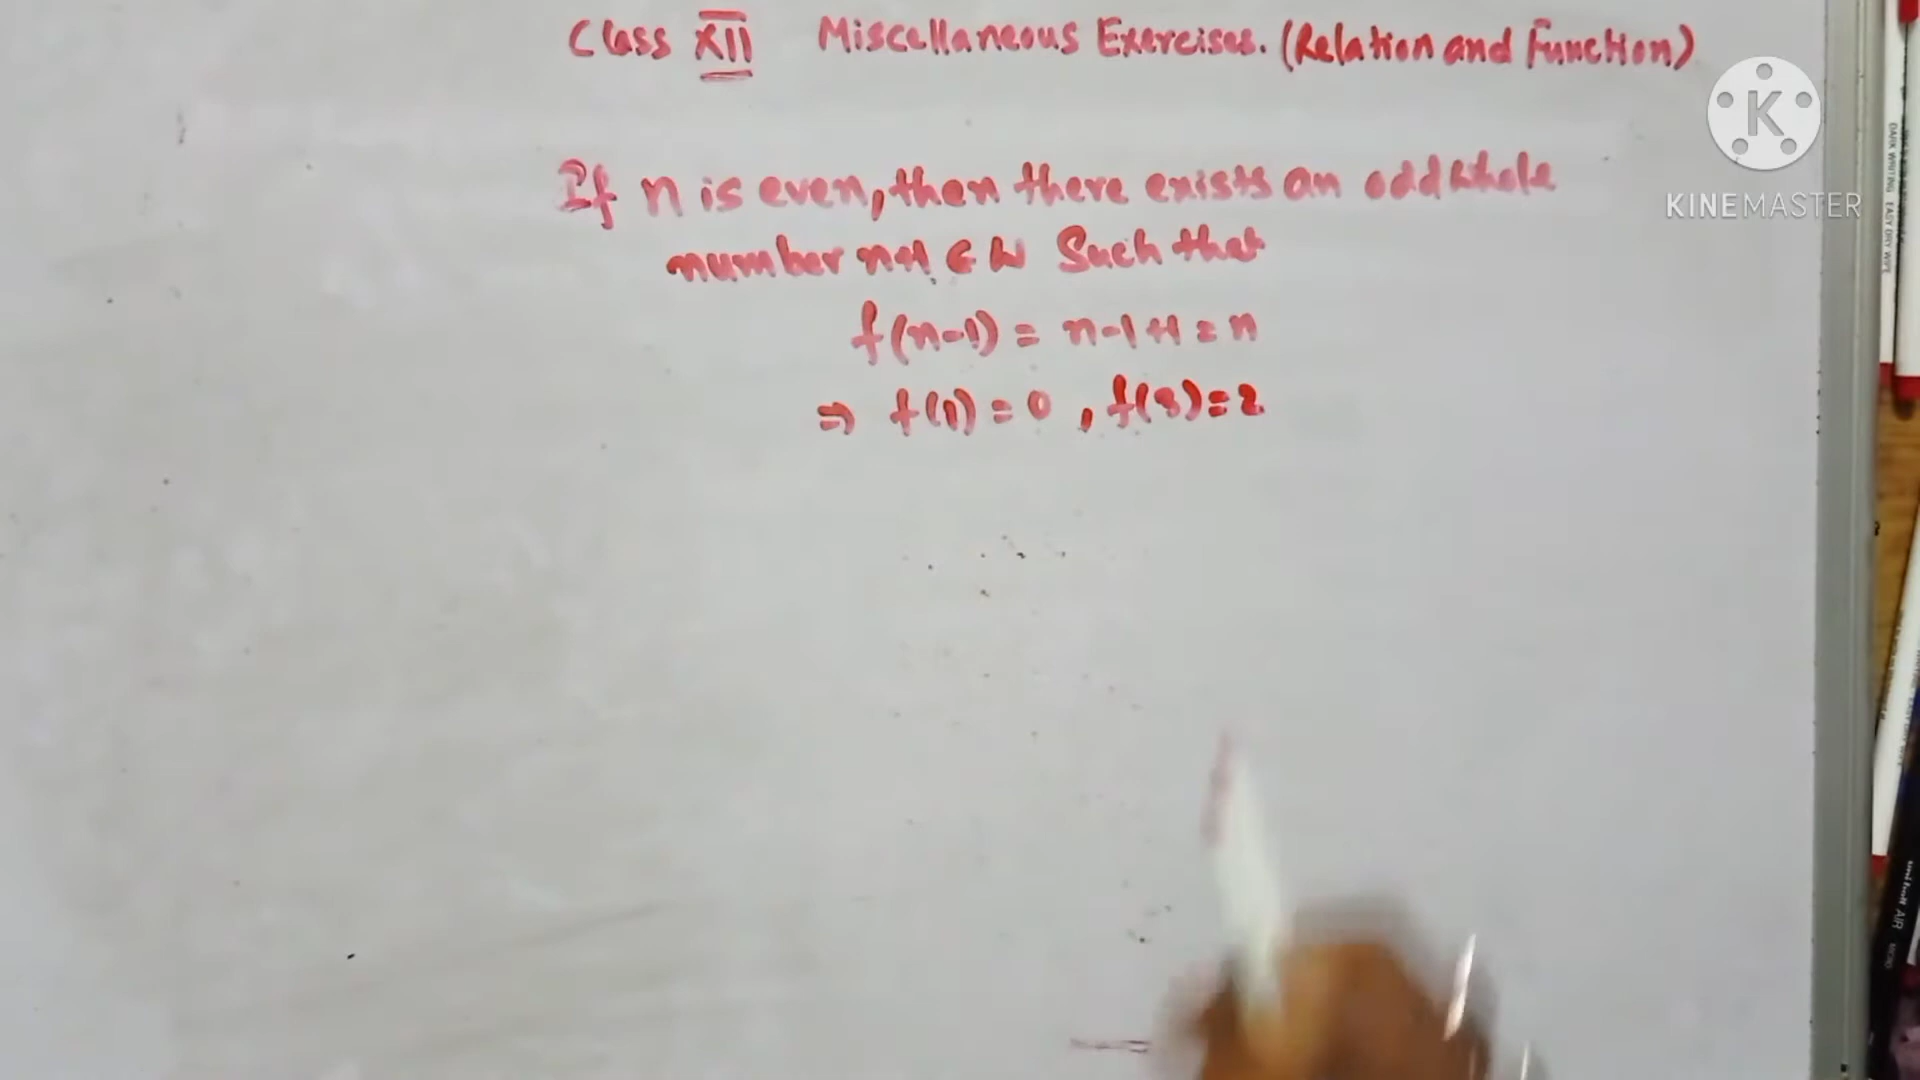 Class XII Miscellaneous Exercises. (Relation and Function)
K
KINEMASTER
If n is even, then there exists an odd whole
number n+1 ∈ W Such that
f(n-1) = n-1+1 = n
⇒ f(1) = 0 , f(3) = 2